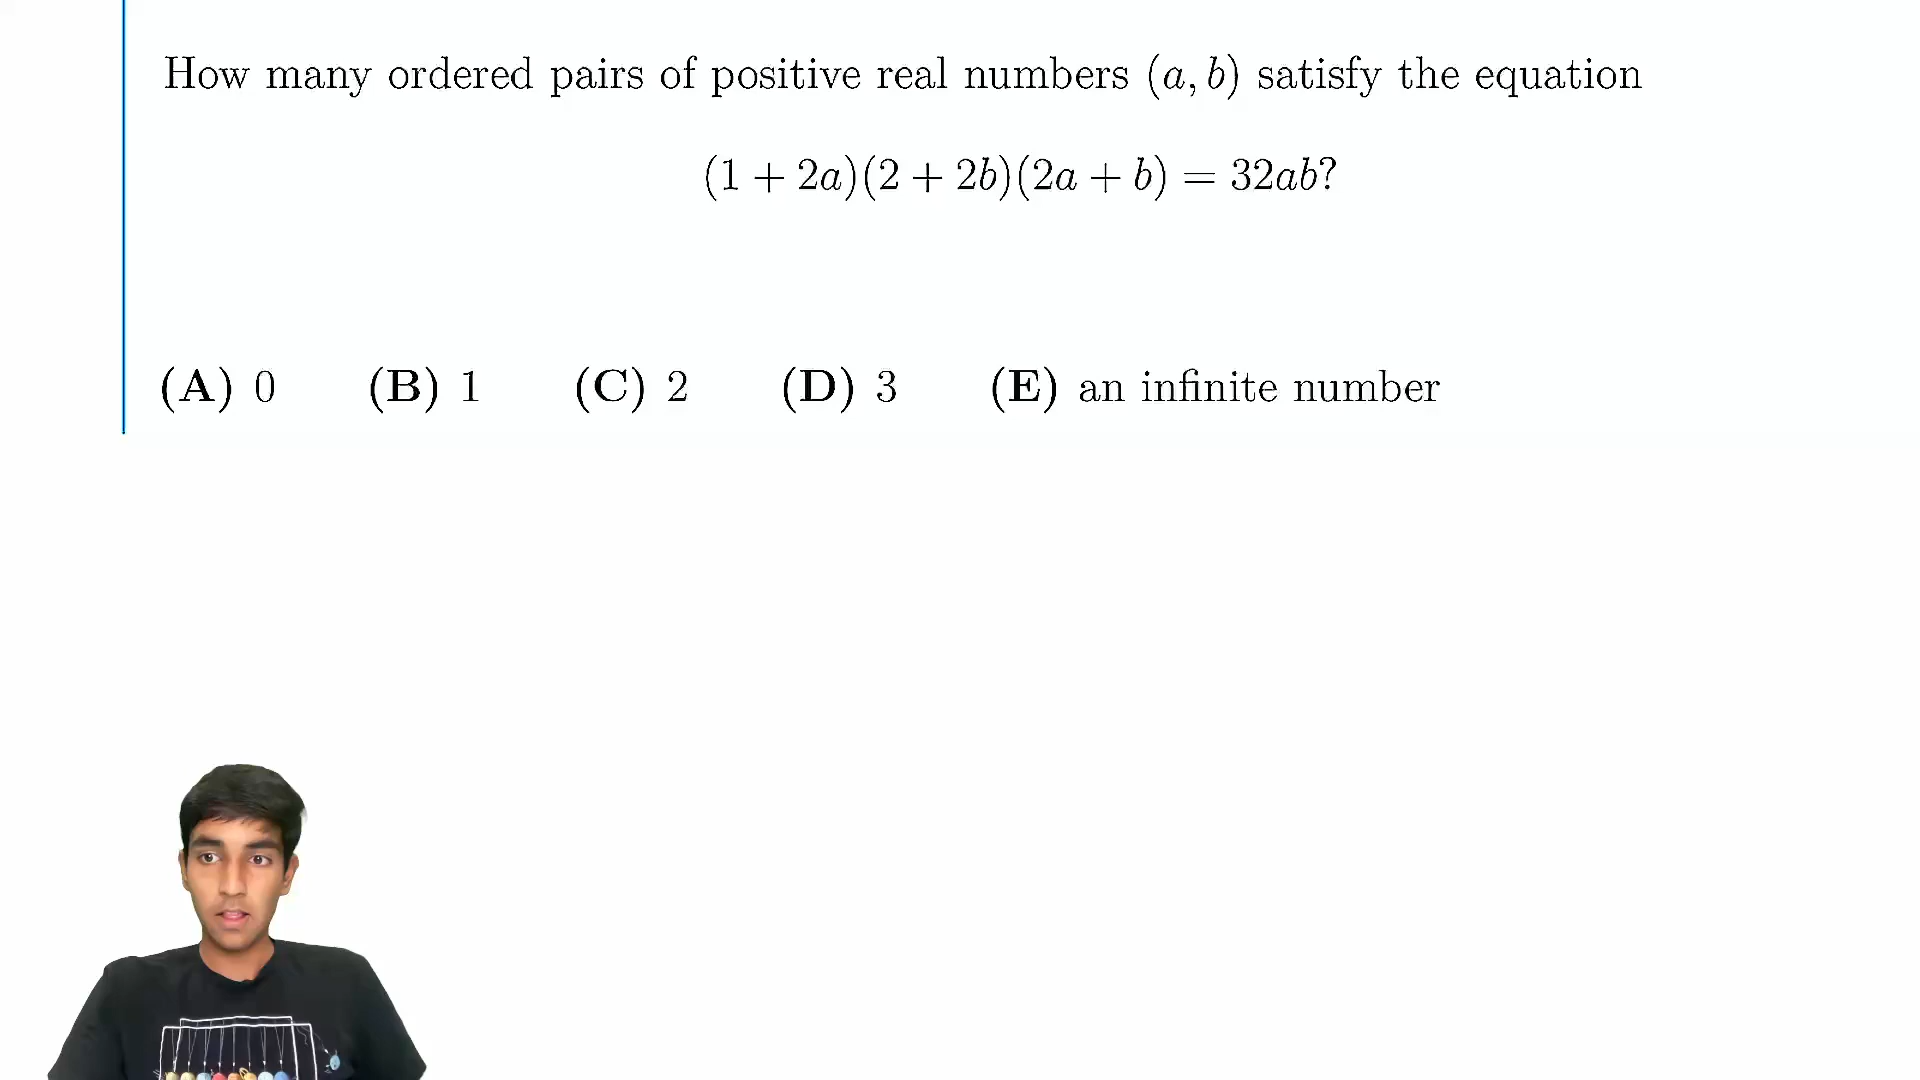 How many ordered pairs of positive real numbers (a, b) satisfy the equation
(1 + 2a)(2 + 2b)(2a + b) = 32ab?
(A) 0 (B) 1 (C) 2 (D) 3 (E) an infinite number